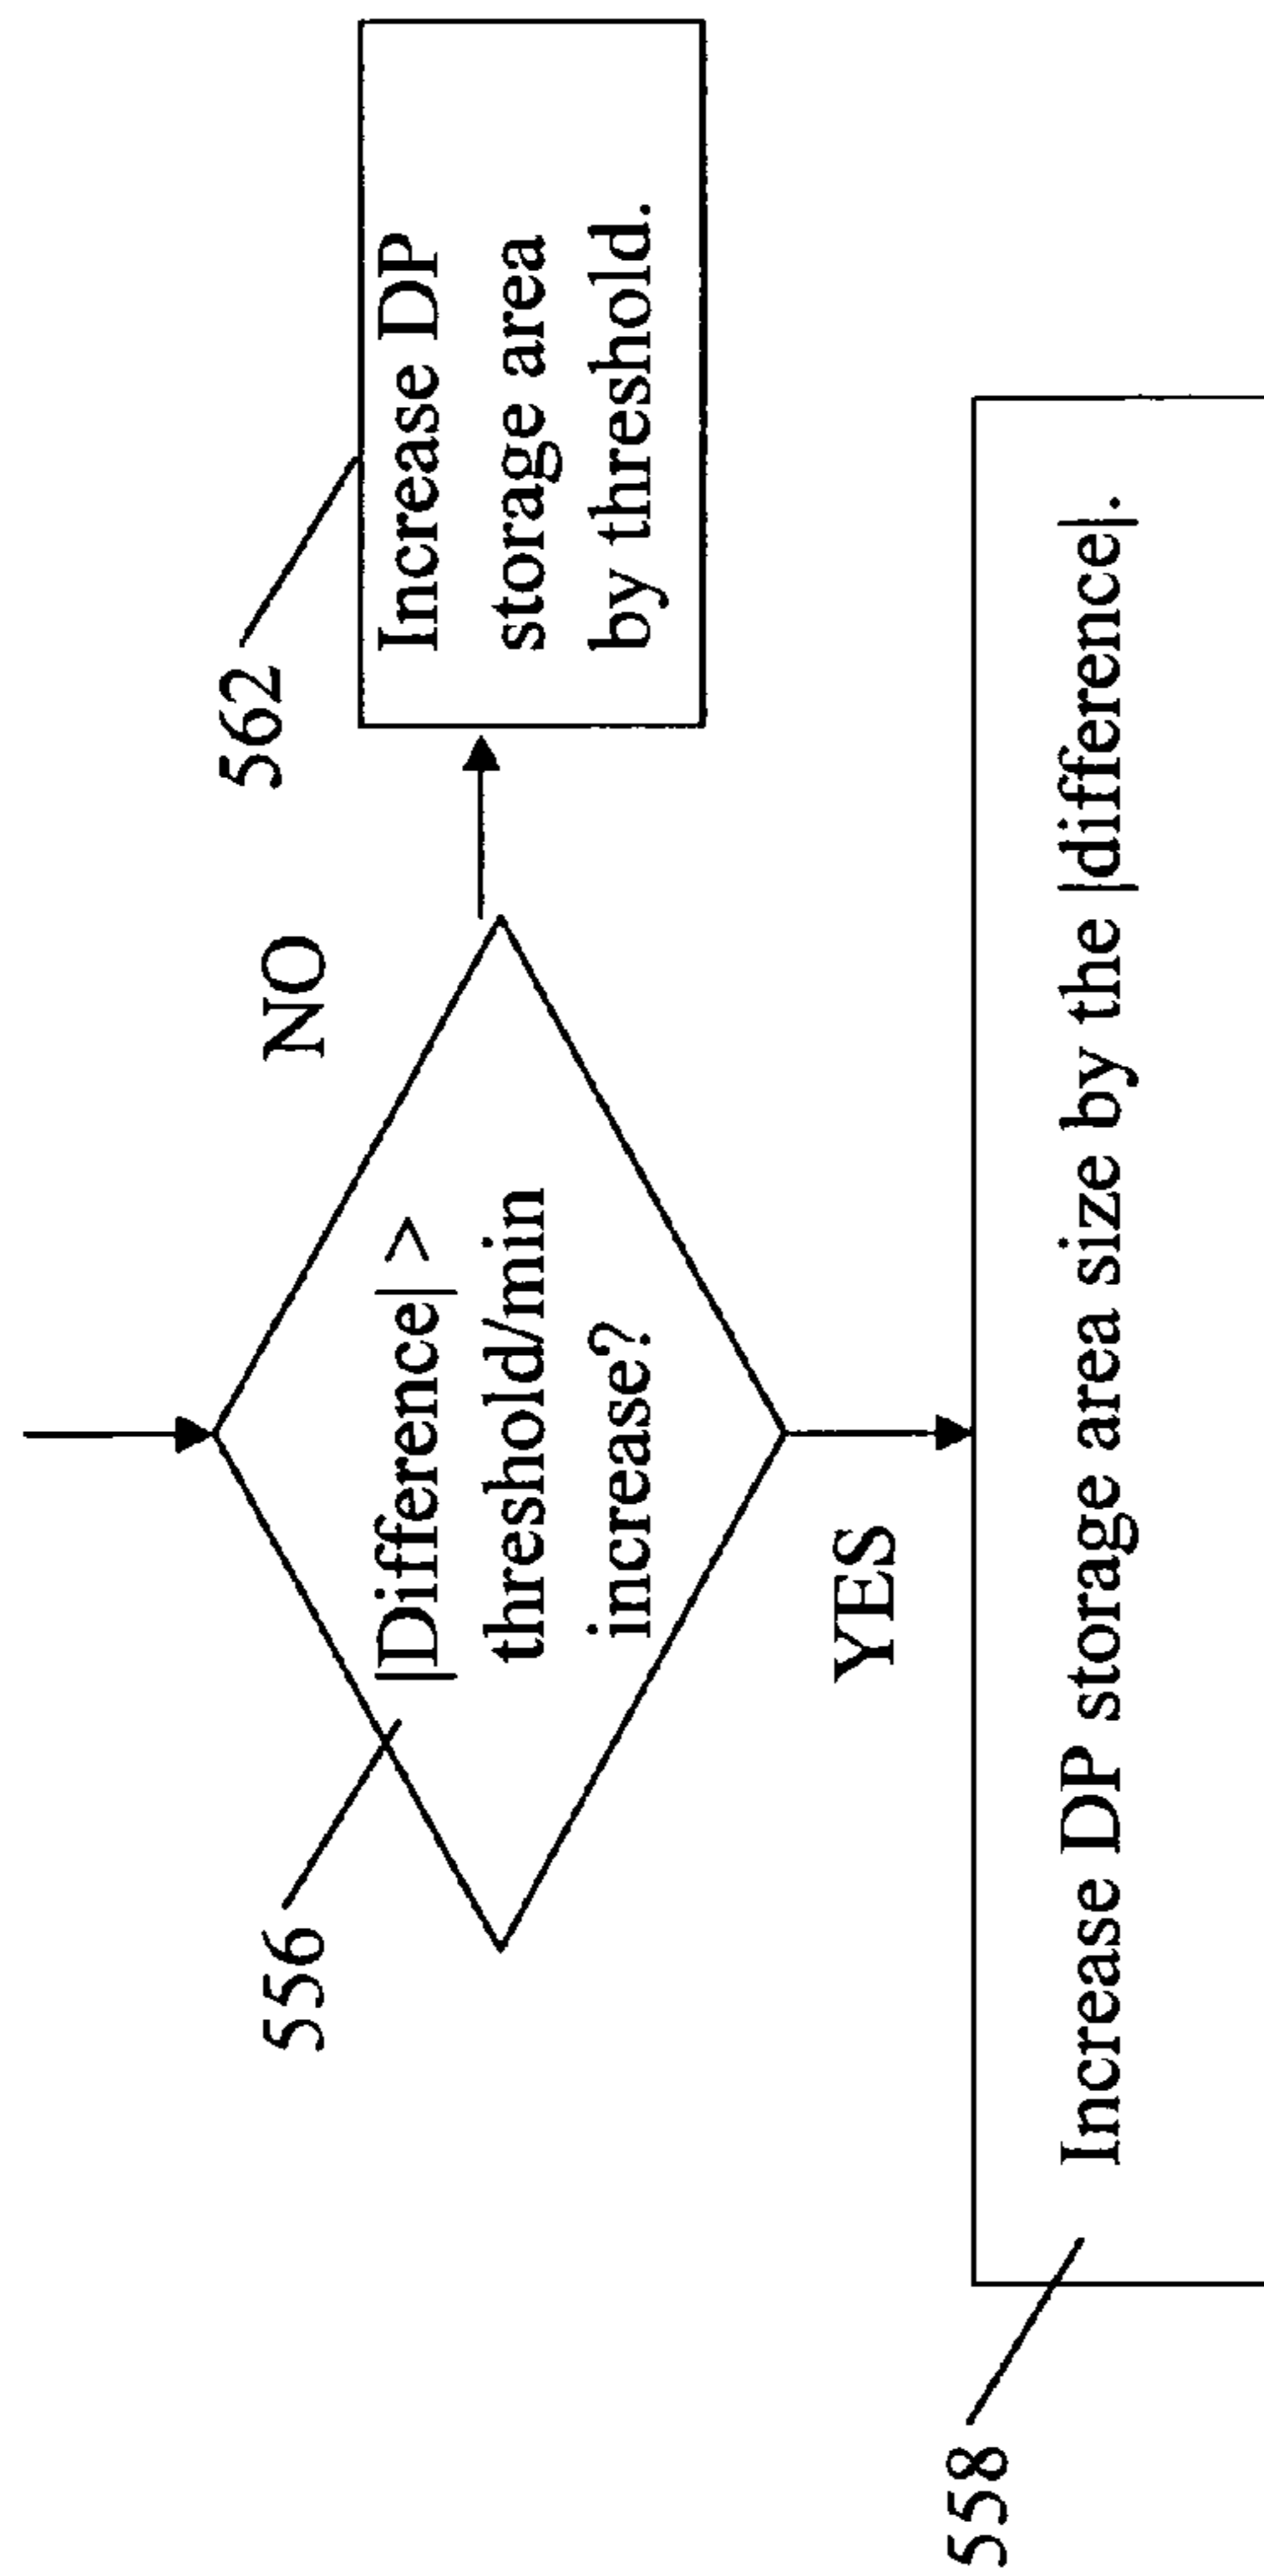 562
NO
Increase DP
storage area
by threshold.
556
|Difference| >
threshold/min
increase?
YES
558
Increase DP storage area size by the |difference|.